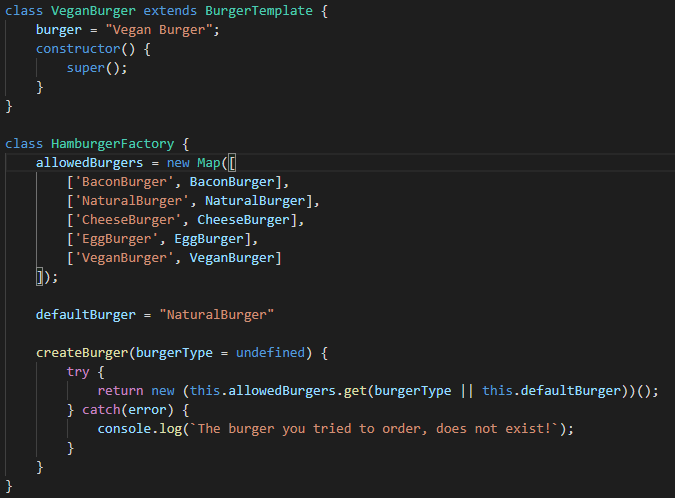 class VeganBurger extends BurgerTemplate {
    burger = "Vegan Burger";
    constructor() {
        super();
    }
}

class HamburgerFactory {
    allowedBurgers = new Map([
        ['BaconBurger', BaconBurger],
        ['NaturalBurger', NaturalBurger],
        ['CheeseBurger', CheeseBurger],
        ['EggBurger', EggBurger],
        ['VeganBurger', VeganBurger]
    ]);

    defaultBurger = "NaturalBurger"

    createBurger(burgerType = undefined) {
        try {
            return new (this.allowedBurgers.get(burgerType || this.defaultBurger))();
        } catch(error) {
            console.log(`The burger you tried to order, does not exist!`);
        }
    }
}